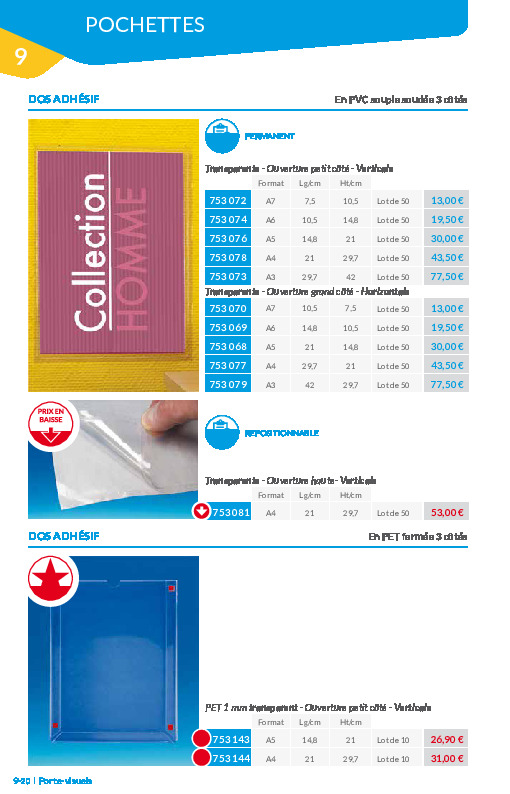 POCHETTES
9
DOS ADHÉSIF En PVC souple soudés 3 côtés
Collection
HOMME
PERMANENT
Transparente - Ouverture petit côté - Verticale
Format Lg/cm Ht/cm
753 072 A7 7,5 10,5 Lot de 50 13,00 €
753 074 A6 10,5 14,8 Lot de 50 19,50 €
753 076 A5 14,8 21 Lot de 50 30,00 €
753 078 A4 21 29,7 Lot de 50 43,50 €
753 073 A3 29,7 42 Lot de 50 77,50 €
Transparente - Ouverture grand côté - Horizontale
753 070 A7 10,5 7,5 Lot de 50 13,00 €
753 069 A6 14,8 10,5 Lot de 50 19,50 €
753 068 A5 21 14,8 Lot de 50 30,00 €
753 077 A4 29,7 21 Lot de 50 43,50 €
753 079 A3 42 29,7 Lot de 50 77,50 €
PRIX EN
BAISSE
REPOSITIONNABLE
Transparente - Ouverture haute - Verticale
Format Lg/cm Ht/cm
753 081 A4 21 29,7 Lot de 50 53,00 €
DOS ADHÉSIF En PET fermée 3 côtés
PET 1 mm transparent - Ouverture petit côté - Verticale
Format Lg/cm Ht/cm
753 143 A5 14,8 21 Lot de 10 26,90 €
753 144 A4 21 29,7 Lot de 10 31,00 €
9-20 | Porte-visuels